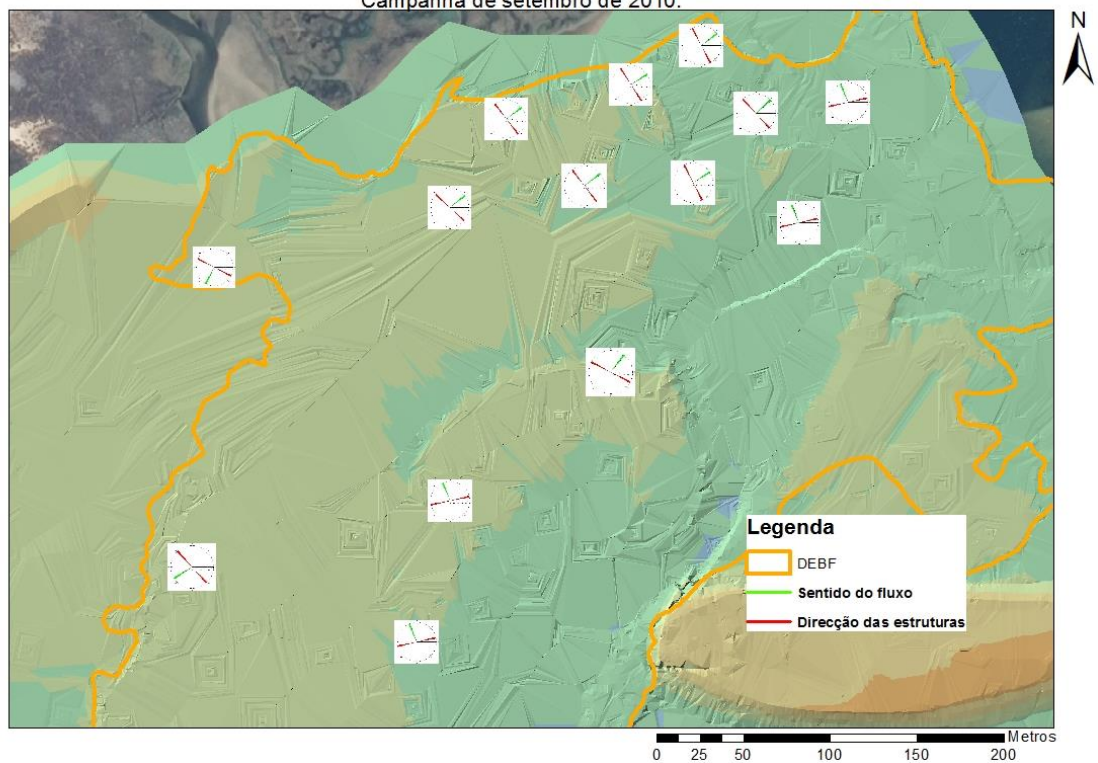 Campanha de setembro de 2010.
N
Legenda
DEBF
Sentido do fluxo
Direcção das estruturas
Metros
0 25 50 100 150 200